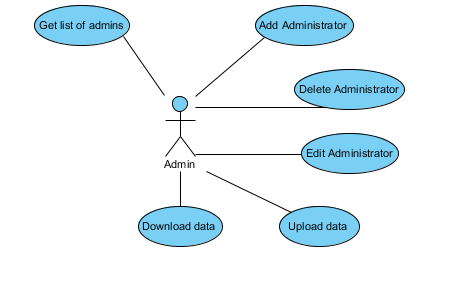 Get list of admins
Add Administrator
Delete Administrator
Edit Administrator
Admin
Download data
Upload data